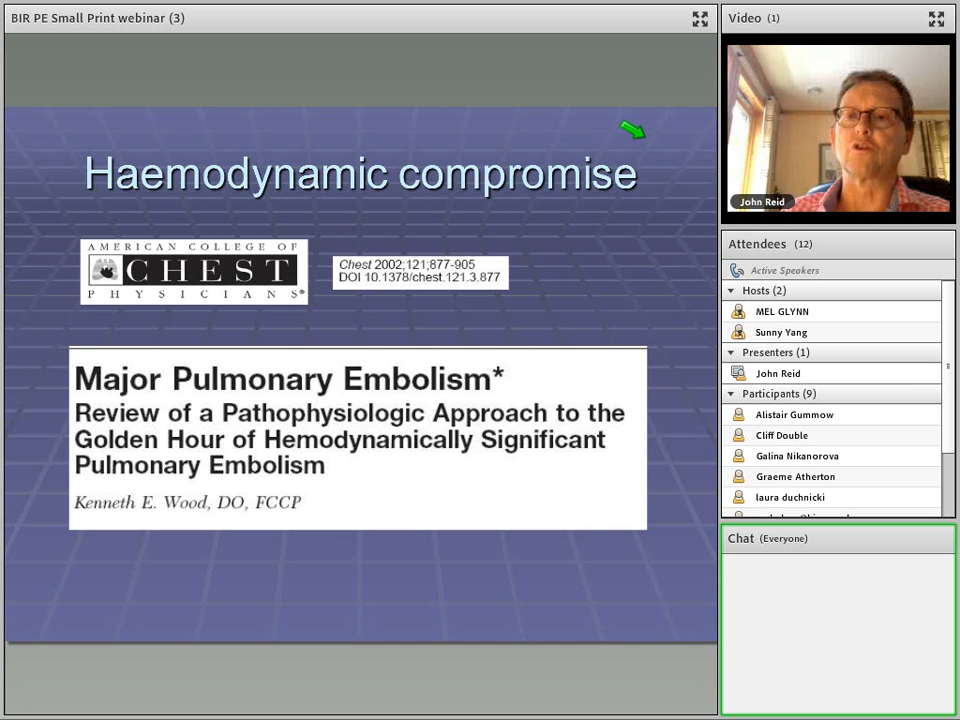 BIR PE Small Print webinar (3)
Haemodynamic compromise
AMERICAN COLLEGE OF
CHEST
PHYSICIANS®
Chest 2002;121;877-905
DOI 10.1378/chest.121.3.877
Major Pulmonary Embolism*
Review of a Pathophysiologic Approach to the
Golden Hour of Hemodynamically Significant
Pulmonary Embolism
Kenneth E. Wood, DO, FCCP
Video (1)
John Reid
Attendees (12)
Active Speakers
Hosts (2)
MEL GLYNN
Sunny Yang
Presenters (1)
John Reid
Participants (9)
Alistair Gummow
Cliff Double
Galina Nikanorova
Graeme Atherton
laura duchnicki
Chat (Everyone)